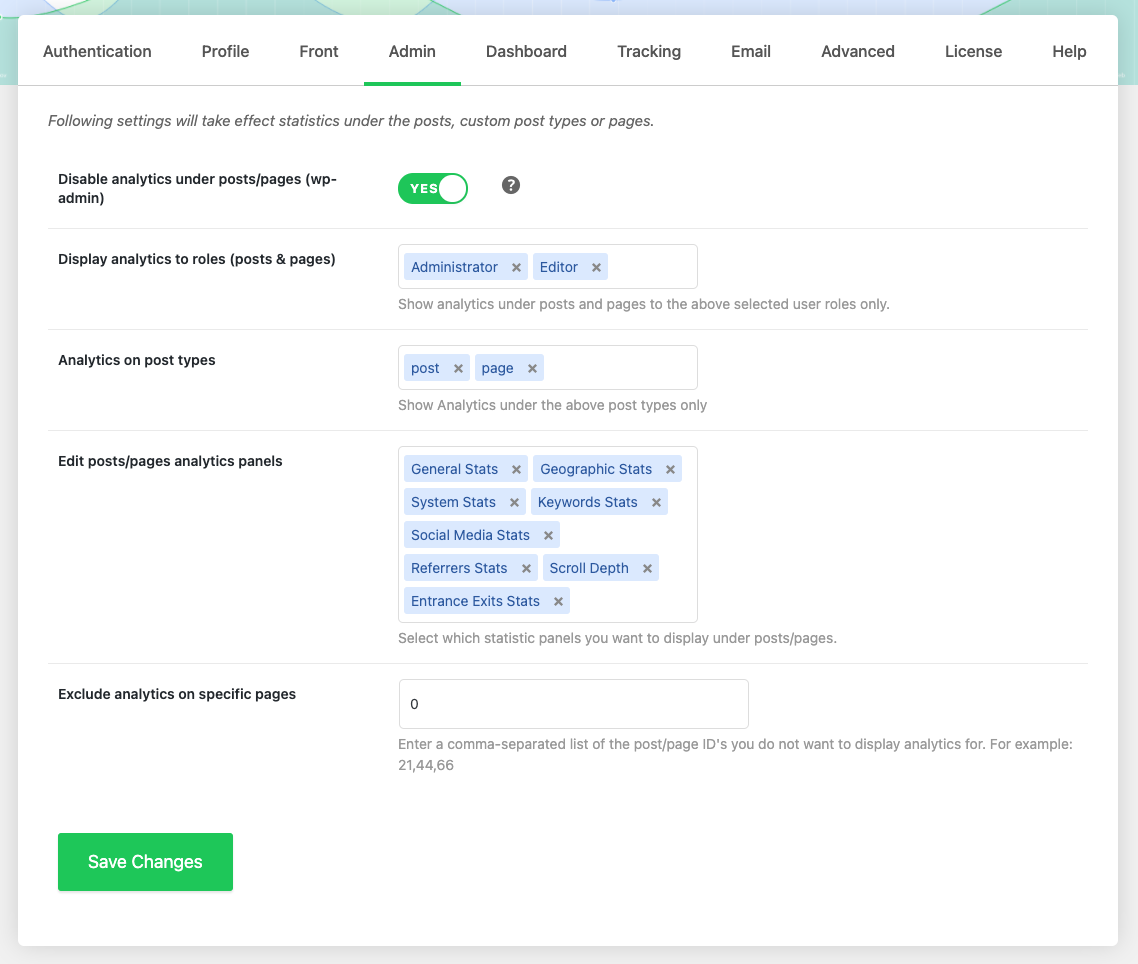 Authentication Profile Front Admin Dashboard Tracking Email Advanced License Help
Following settings will take effect statistics under the posts, custom post types or pages.
Disable analytics under posts/pages (wp-
admin)
YES
?
Display analytics to roles (posts & pages)
Administrator × Editor ×
Show analytics under posts and pages to the above selected user roles only.
Analytics on post types
post × page ×
Show Analytics under the above post types only
Edit posts/pages analytics panels
General Stats × Geographic Stats ×
System Stats × Keywords Stats ×
Social Media Stats ×
Referrers Stats × Scroll Depth ×
Entrance Exits Stats ×
Select which statistic panels you want to display under posts/pages.
Exclude analytics on specific pages
0
Enter a comma-separated list of the post/page ID's you do not want to display analytics for. For example:
21,44,66
Save Changes